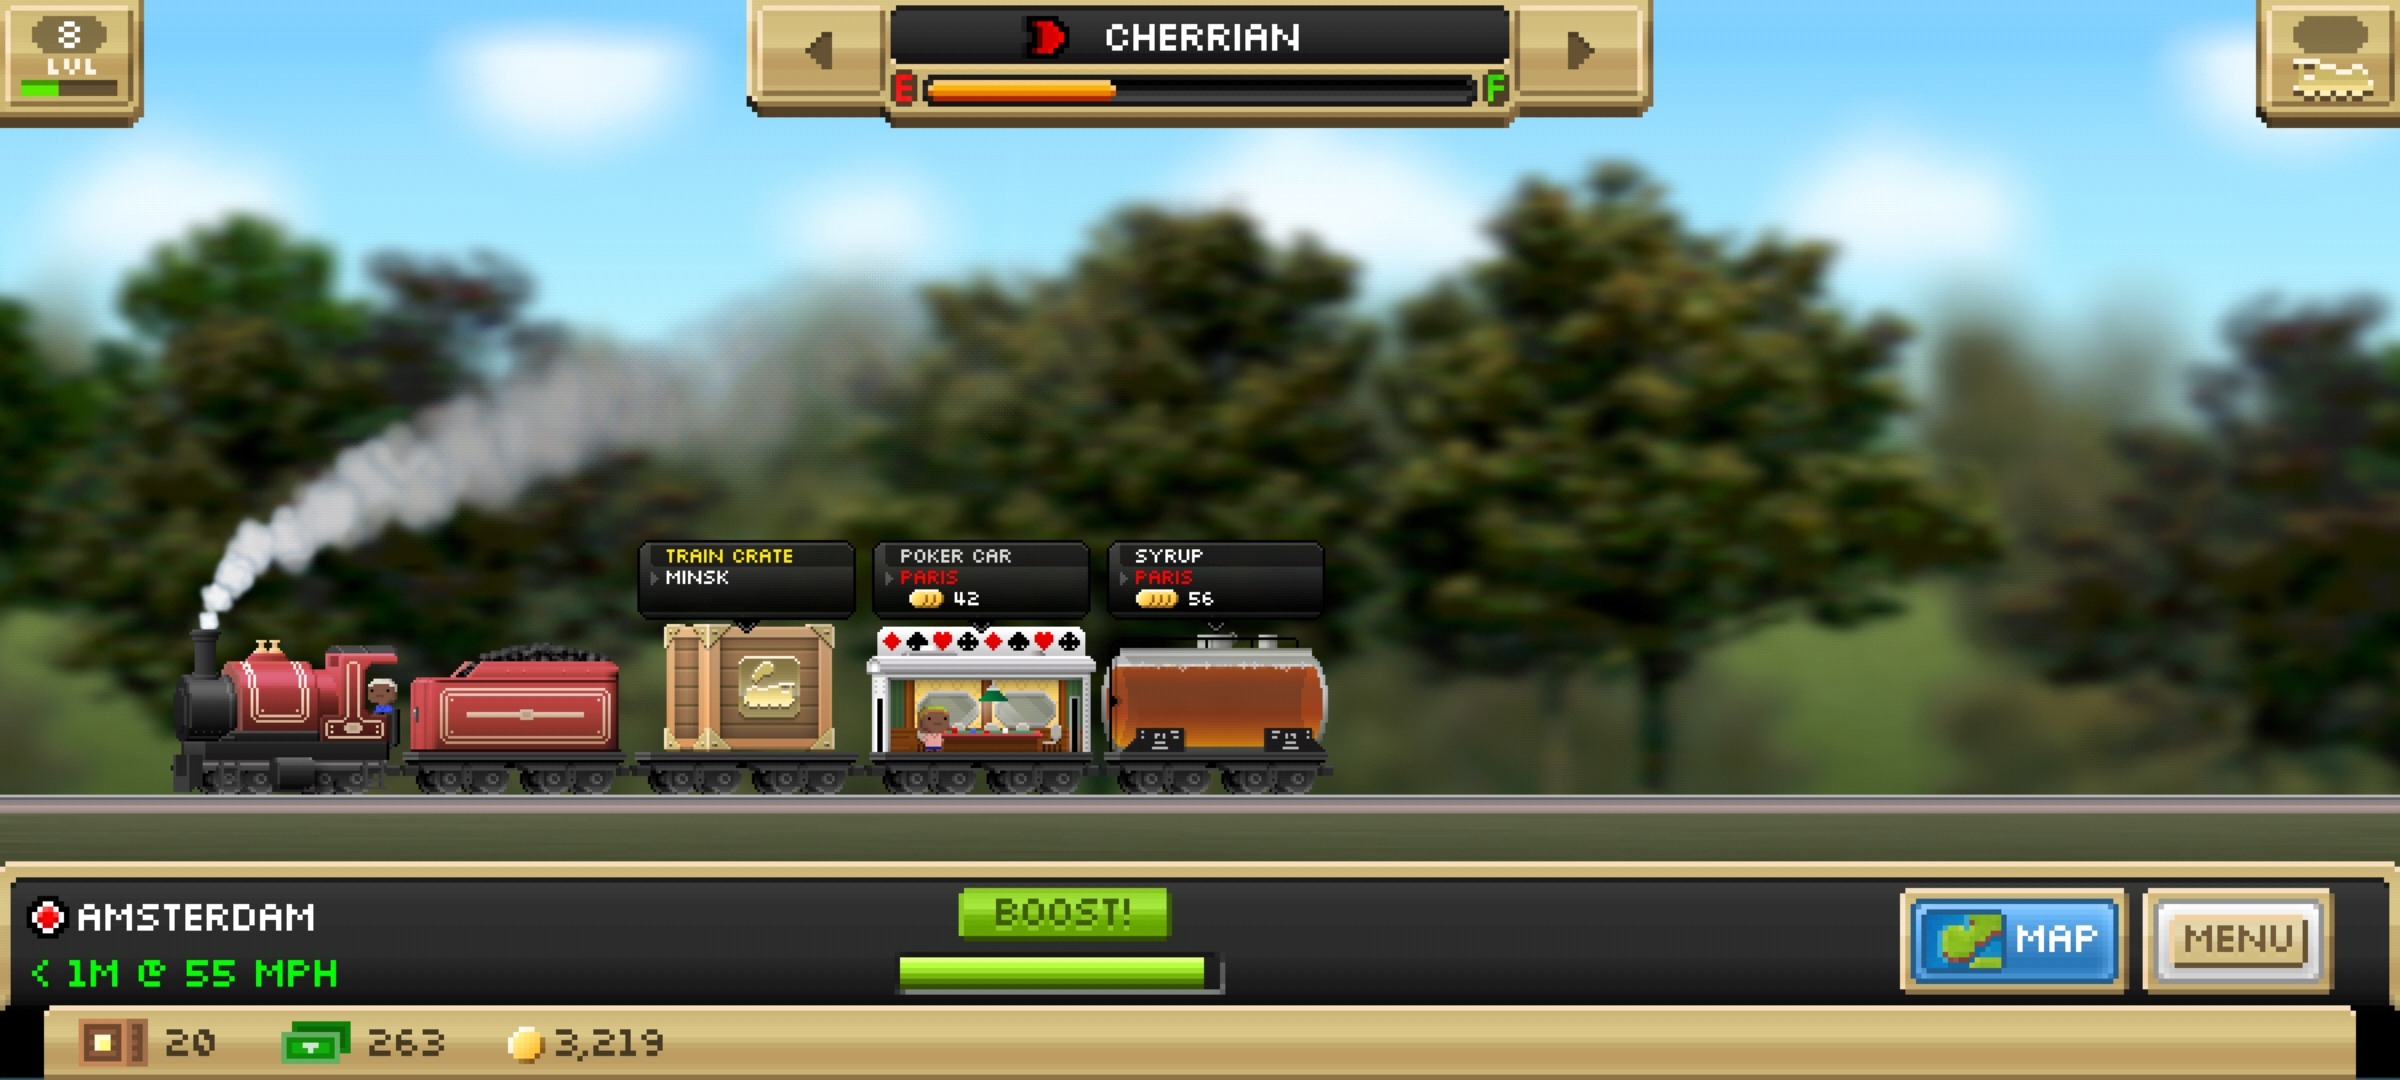 8
LVL
CHERRIAN
E F
TRAIN CRATE
MINSK
POKER CAR
PARIS
42
SYRUP
PARIS
56
AMSTERDAM
< 1M @ 55 MPH
BOOST!
MAP
MENU
20
263
3,219